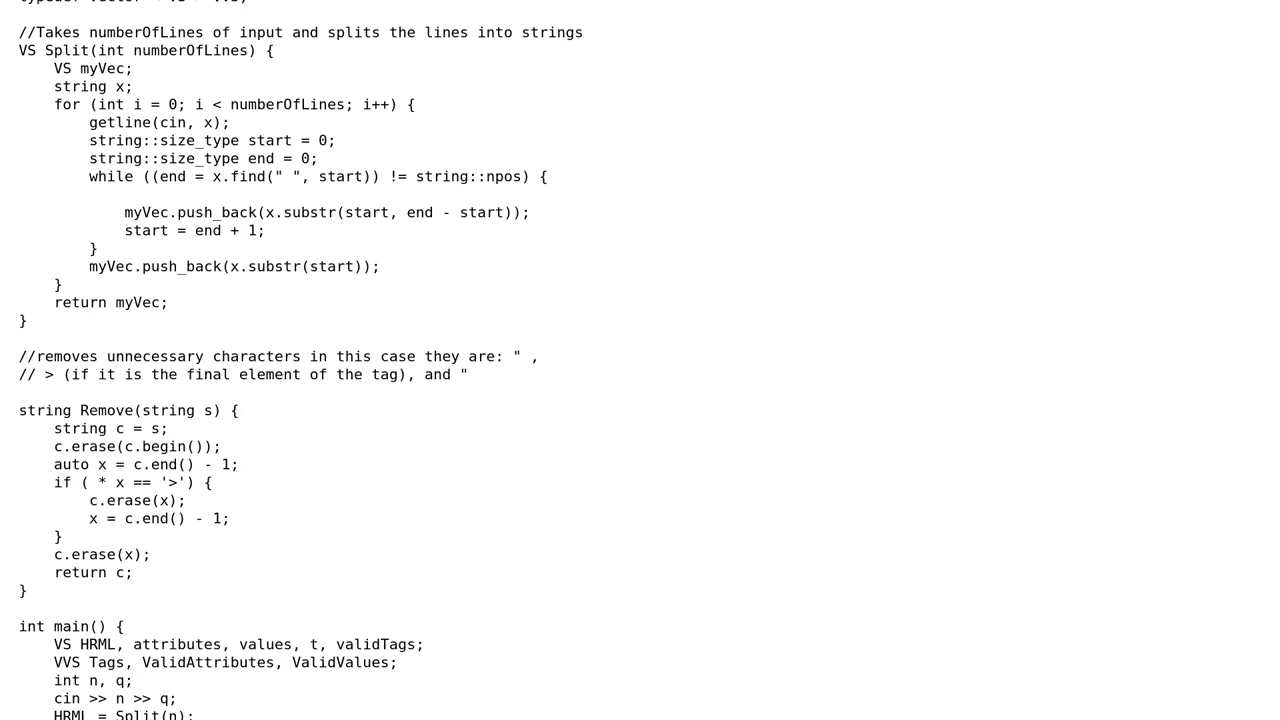 //Takes numberOfLines of input and splits the lines into strings
VS Split(int numberOfLines) {
    VS myVec;
    string x;
    for (int i = 0; i < numberOfLines; i++) {
        getline(cin, x);
        string::size_type start = 0;
        string::size_type end = 0;
        while ((end = x.find(" ", start)) != string::npos) {

            myVec.push_back(x.substr(start, end - start));
            start = end + 1;
        }
        myVec.push_back(x.substr(start));
    }
    return myVec;
}

//removes unnecessary characters in this case they are: " ,
// > (if it is the final element of the tag), and "

string Remove(string s) {
    string c = s;
    c.erase(c.begin());
    auto x = c.end() - 1;
    if ( * x == '>') {
        c.erase(x);
        x = c.end() - 1;
    }
    c.erase(x);
    return c;
}

int main() {
    VS HRML, attributes, values, t, validTags;
    VVS Tags, ValidAttributes, ValidValues;
    int n, q;
    cin >> n >> q;
    HRML = Split(n);